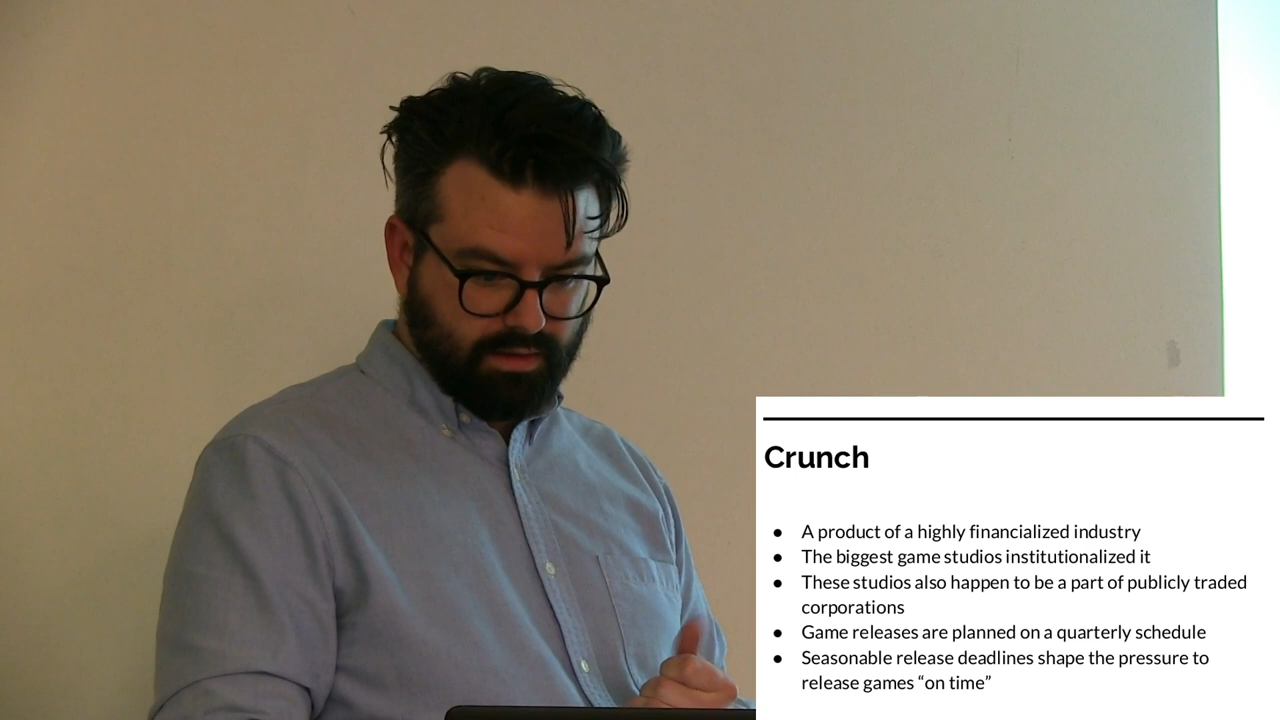 Crunch
● A product of a highly financialized industry
● The biggest game studios institutionalized it
● These studios also happen to be a part of publicly traded
corporations
● Game releases are planned on a quarterly schedule
● Seasonable release deadlines shape the pressure to
release games “on time”